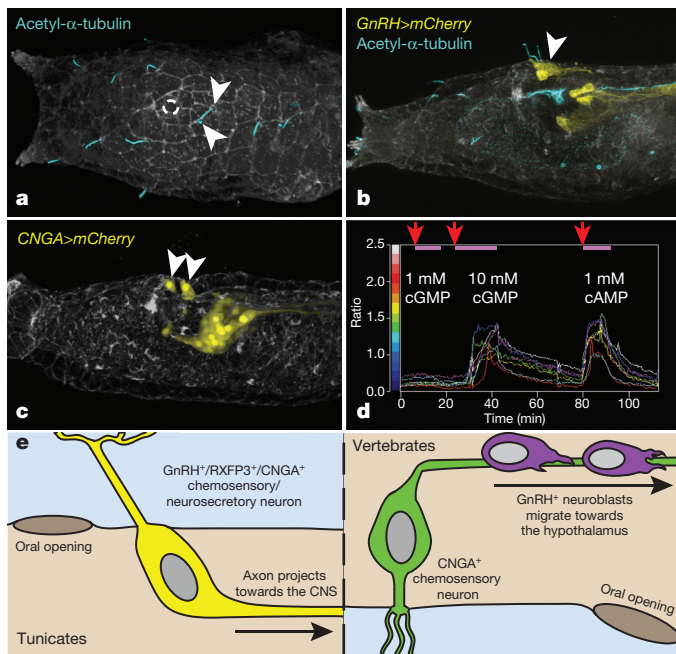 Acetyl-α-tubulin
a
GnRH>mCherry
Acetyl-α-tubulin
b
CNGA>mCherry
c
2.5
2.0
1.5
1.0
0.0
Ratio
1 mM
cGMP
10 mM
cGMP
1 mM
cAMP
0 20 40 60 80 100
Time (min)
d
e
GnRH⁺/RXFP3⁺/CNGA⁺
chemosensory/
neurosecretory neuron
Oral opening
Axon projects
towards the CNS
Tunicates
Vertebrates
GnRH⁺ neuroblasts
migrate towards
the hypothalamus
CNGA⁺
chemosensory
neuron
Oral opening